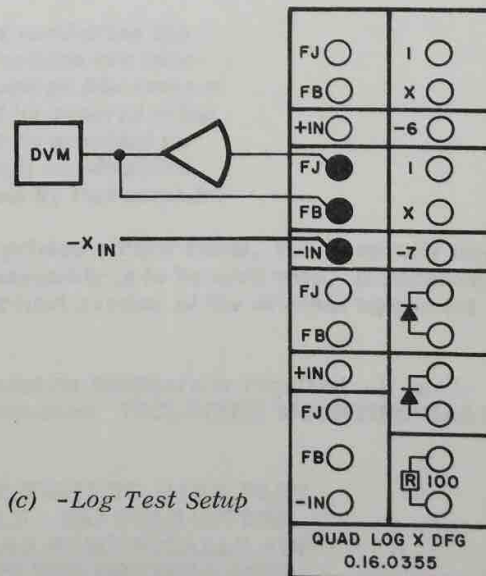 FJ I
FB X
+IN -6
DVM
FJ I
FB X
-X IN
-IN -7
FJ
FB
+IN
FJ
FB R 100
-IN
(c) -Log Test Setup
QUAD LOG X DFG
0.16.0355